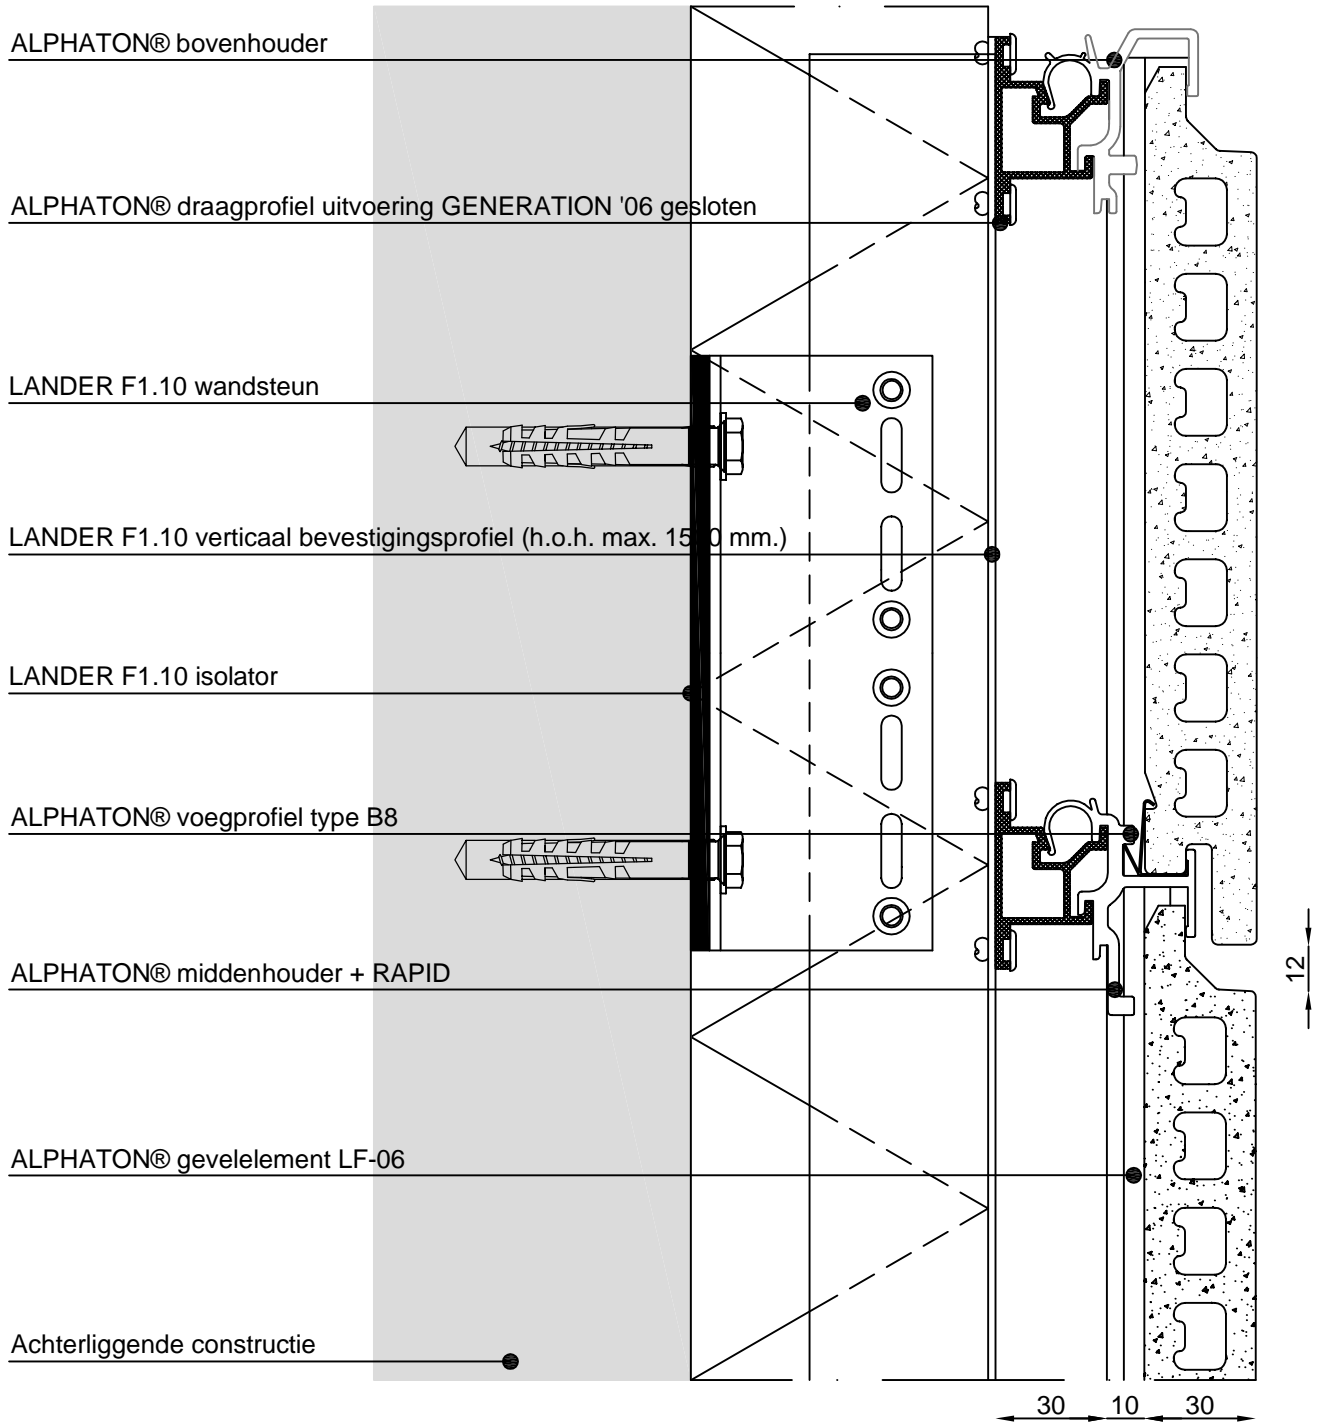 ALPHATON® bovenhouder
ALPHATON® draagprofiel uitvoering GENERATION '06 gesloten
LANDER F1.10 wandsteun
LANDER F1.10 verticaal bevestigingsprofiel (h.o.h. max. 1500 mm.)
LANDER F1.10 isolator
ALPHATON® voegprofiel type B8
ALPHATON® middenhouder + RAPID
12
ALPHATON® gevelelement LF-06
Achterliggende constructie
30 10 30